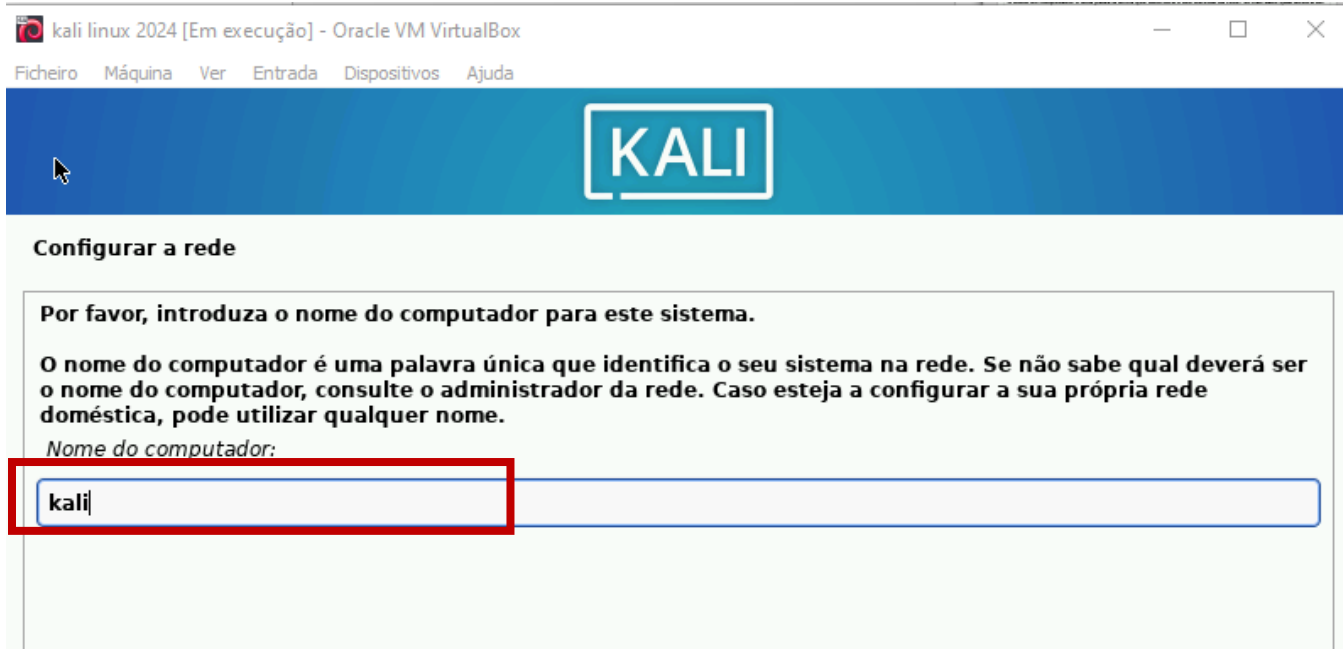 kali linux 2024 [Em execução] - Oracle VM VirtualBox
Ficheiro Máquina Ver Entrada Dispositivos Ajuda
KALI
Configurar a rede
Por favor, introduza o nome do computador para este sistema.
O nome do computador é uma palavra única que identifica o seu sistema na rede. Se não sabe qual deverá ser
o nome do computador, consulte o administrador da rede. Caso esteja a configurar a sua própria rede
doméstica, pode utilizar qualquer nome.
Nome do computador:
kali